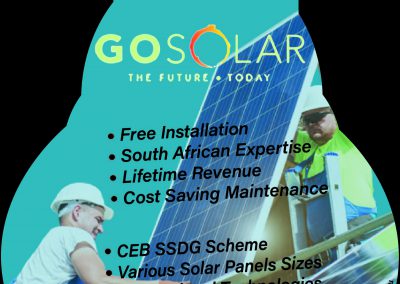 GOSOLAR
THE FUTURE • TODAY
• Free Installation
• South African Expertise
• Lifetime Revenue
• Cost Saving Maintenance
• CEB SSDG Scheme
• Various Solar Panels Sizes
Technologies